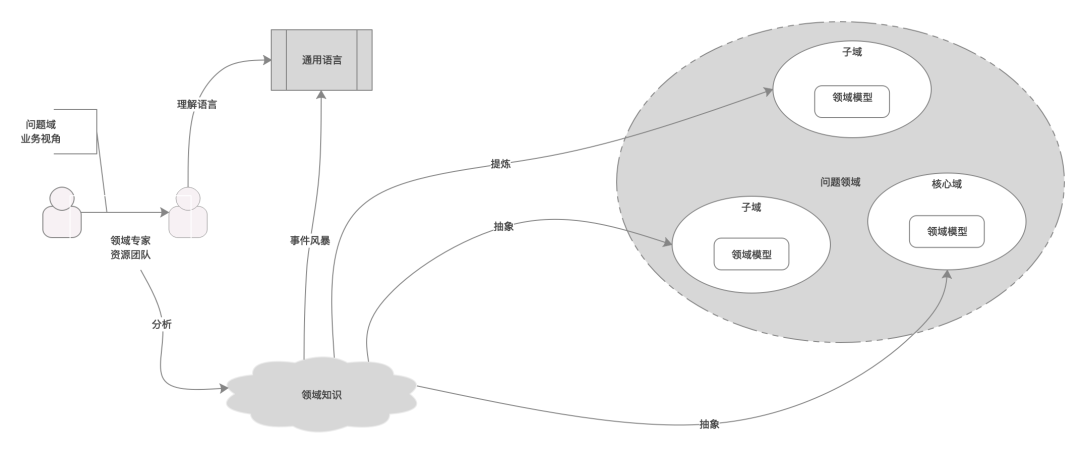 通用语言
理解语言
问题域
业务视角
领域专家
资源团队
分析
事件风暴
领域知识
提炼
抽象
抽象
问题领域
子域
领域模型
子域
领域模型
核心域
领域模型